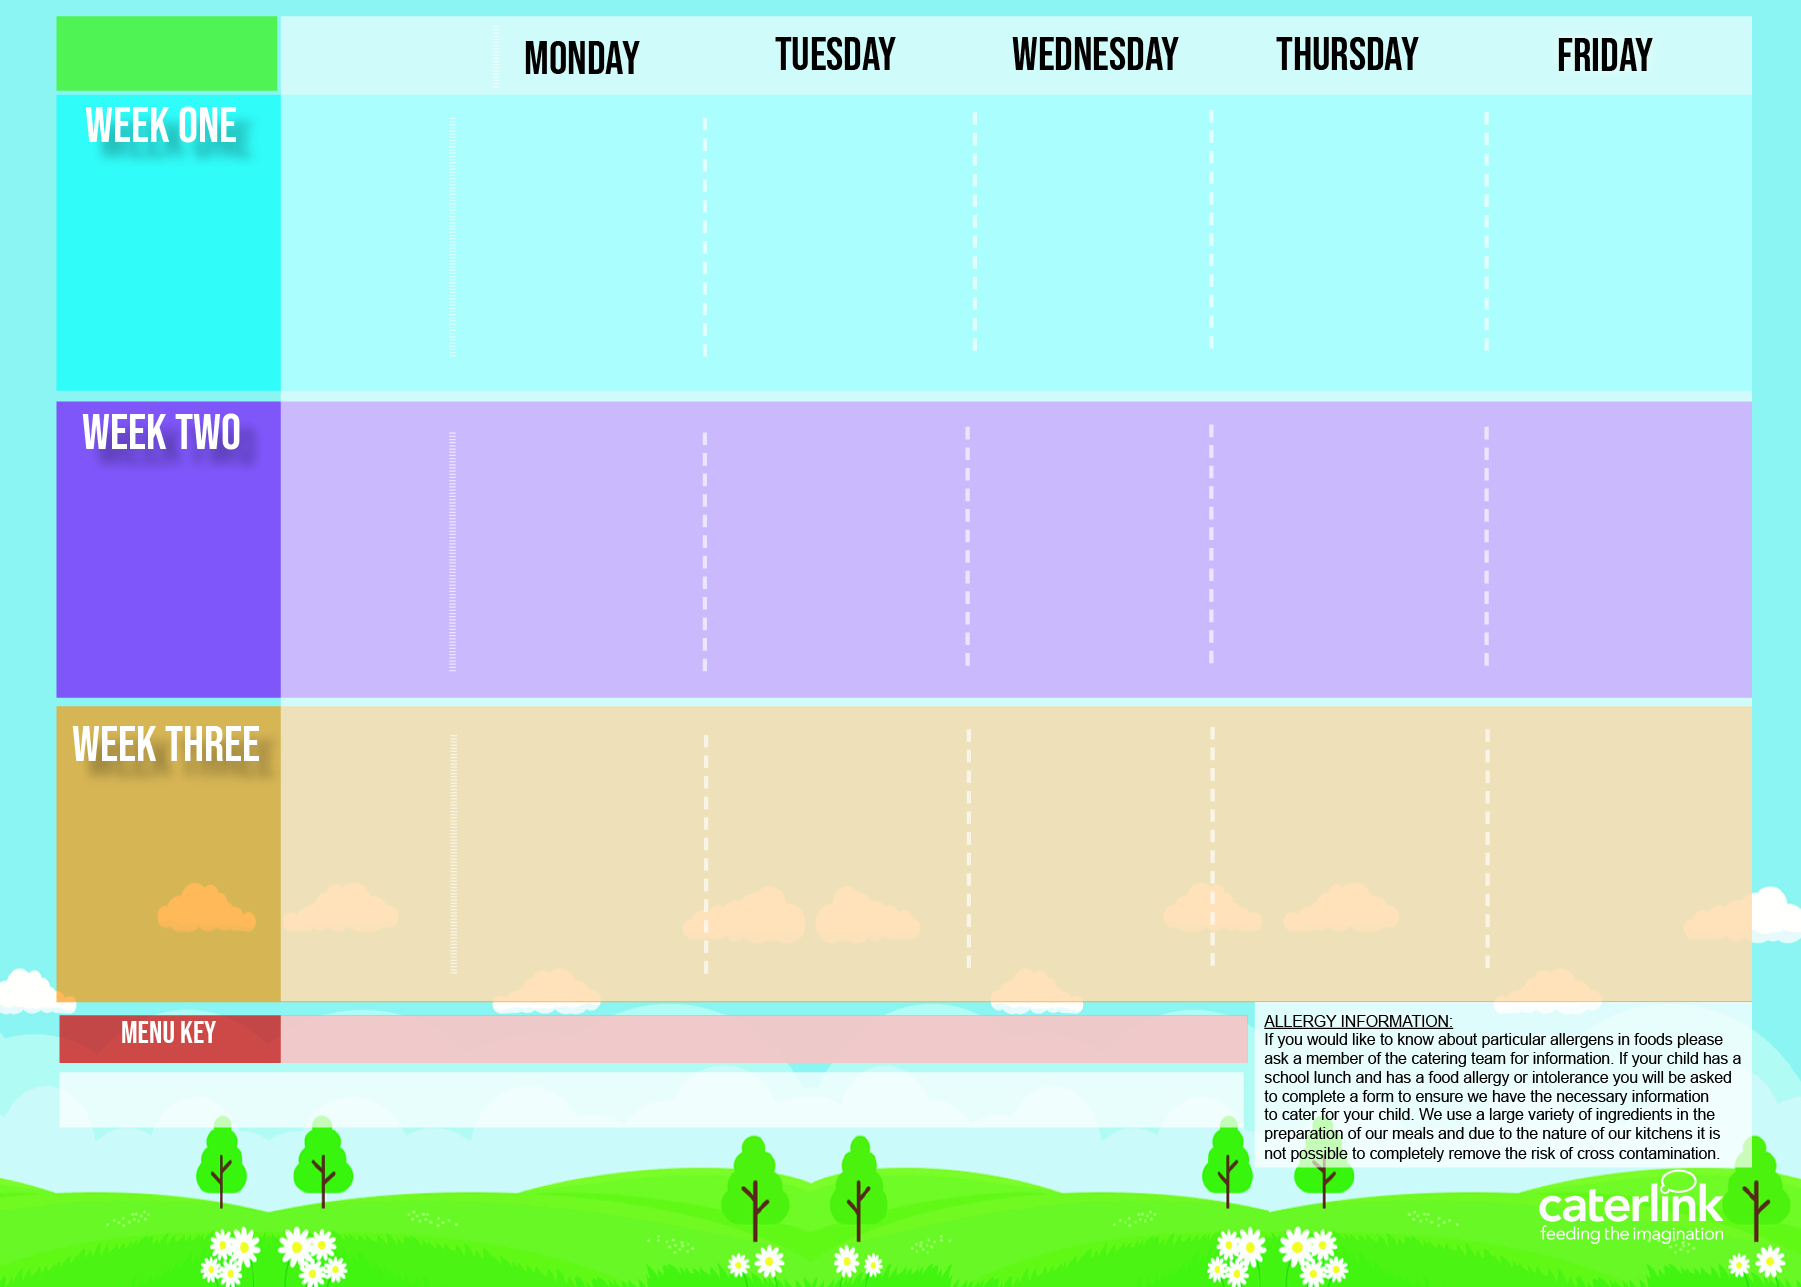 MONDAY TUESDAY WEDNESDAY THURSDAY FRIDAY
WEEK ONE
WEEK TWO
WEEK THREE
MENU KEY
ALLERGY INFORMATION:
If you would like to know about particular allergens in foods please
ask a member of the catering team for information. If your child has a
school lunch and has a food allergy or intolerance you will be asked
to complete a form to ensure we have the necessary information
to cater for your child. We use a large variety of ingredients in the
preparation of our meals and due to the nature of our kitchens it is
not possible to completely remove the risk of cross contamination.
caterlink
feeding the imagination